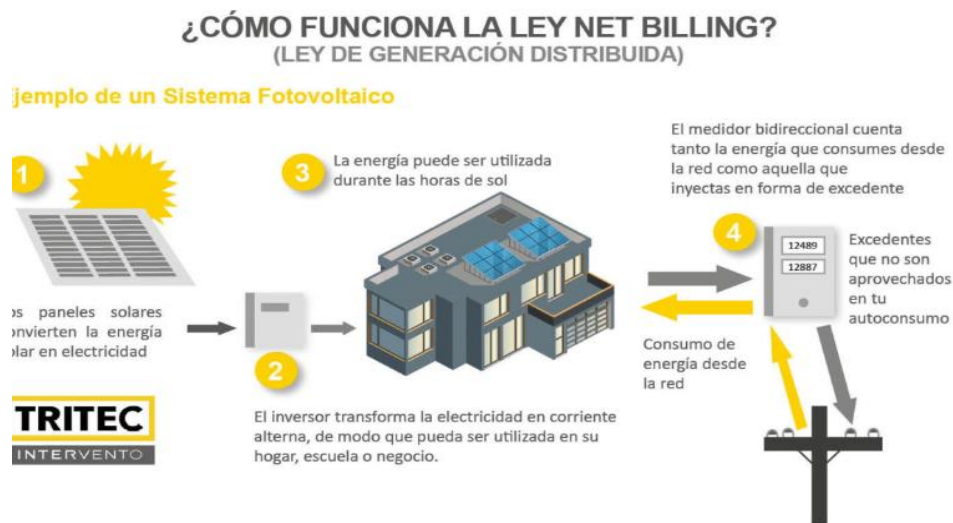 ¿CÓMO FUNCIONA LA LEY NET BILLING?
(LEY DE GENERACIÓN DISTRIBUIDA)
jemplo de un Sistema Fotovoltaico
1
os paneles solares
onvierten la energía
olar en electricidad
2
El inversor transforma la electricidad en corriente
alterna, de modo que pueda ser utilizada en su
hogar, escuela o negocio.
3
La energía puede ser utilizada
durante las horas de sol
El medidor bidireccional cuenta
tanto la energía que consumes desde
la red como aquella que
inyectas en forma de excedente
4
12489
12887
Excedentes
que no son
aprovechados
en tu
autoconsumo
Consumo de
energía desde
la red
TRITEC
INTERVENTO